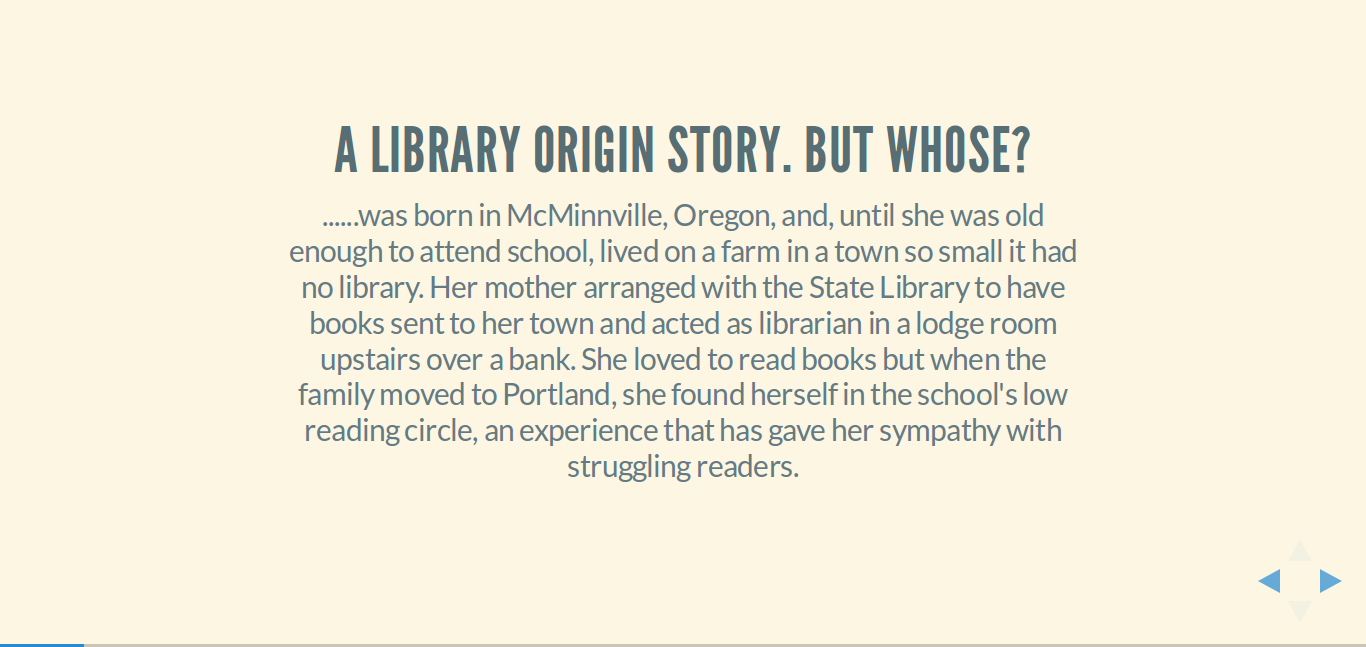 A LIBRARY ORIGIN STORY. BUT WHOSE?
......was born in McMinnville, Oregon, and, until she was old
enough to attend school, lived on a farm in a town so small it had
no library. Her mother arranged with the State Library to have
books sent to her town and acted as librarian in a lodge room
upstairs over a bank. She loved to read books but when the
family moved to Portland, she found herself in the school's low
reading circle, an experience that has gave her sympathy with
struggling readers.